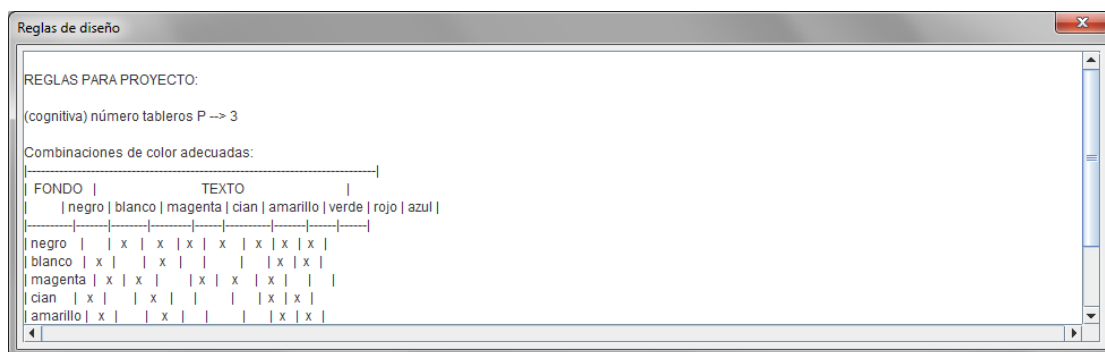 Reglas de diseño
REGLAS PARA PROYECTO:
(cognitiva) número tableros P --> 3
Combinaciones de color adecuadas:
|-----------------------------------------------------------------------------|
| FONDO | TEXTO |
| | negro | blanco | magenta | cian | amarillo | verde | rojo | azul |
|----------|-------|--------|---------|------|----------|-------|------|------|
| negro | | x | x | x | x | x | x | x |
| blanco | x | | x | | | | x | x |
| magenta | x | x | | x | x | x | | |
| cian | x | | x | | | | x | x |
| amarillo | x | | x | | | | x | x |